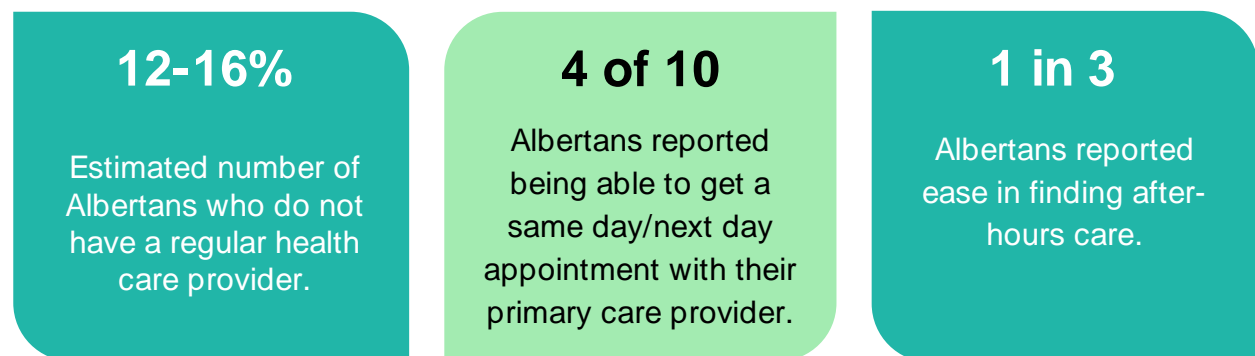 12-16%
Estimated number of
Albertans who do not
have a regular health
care provider.
4 of 10
Albertans reported
being able to get a
same day/next day
appointment with their
primary care provider.
1 in 3
Albertans reported
ease in finding after-
hours care.